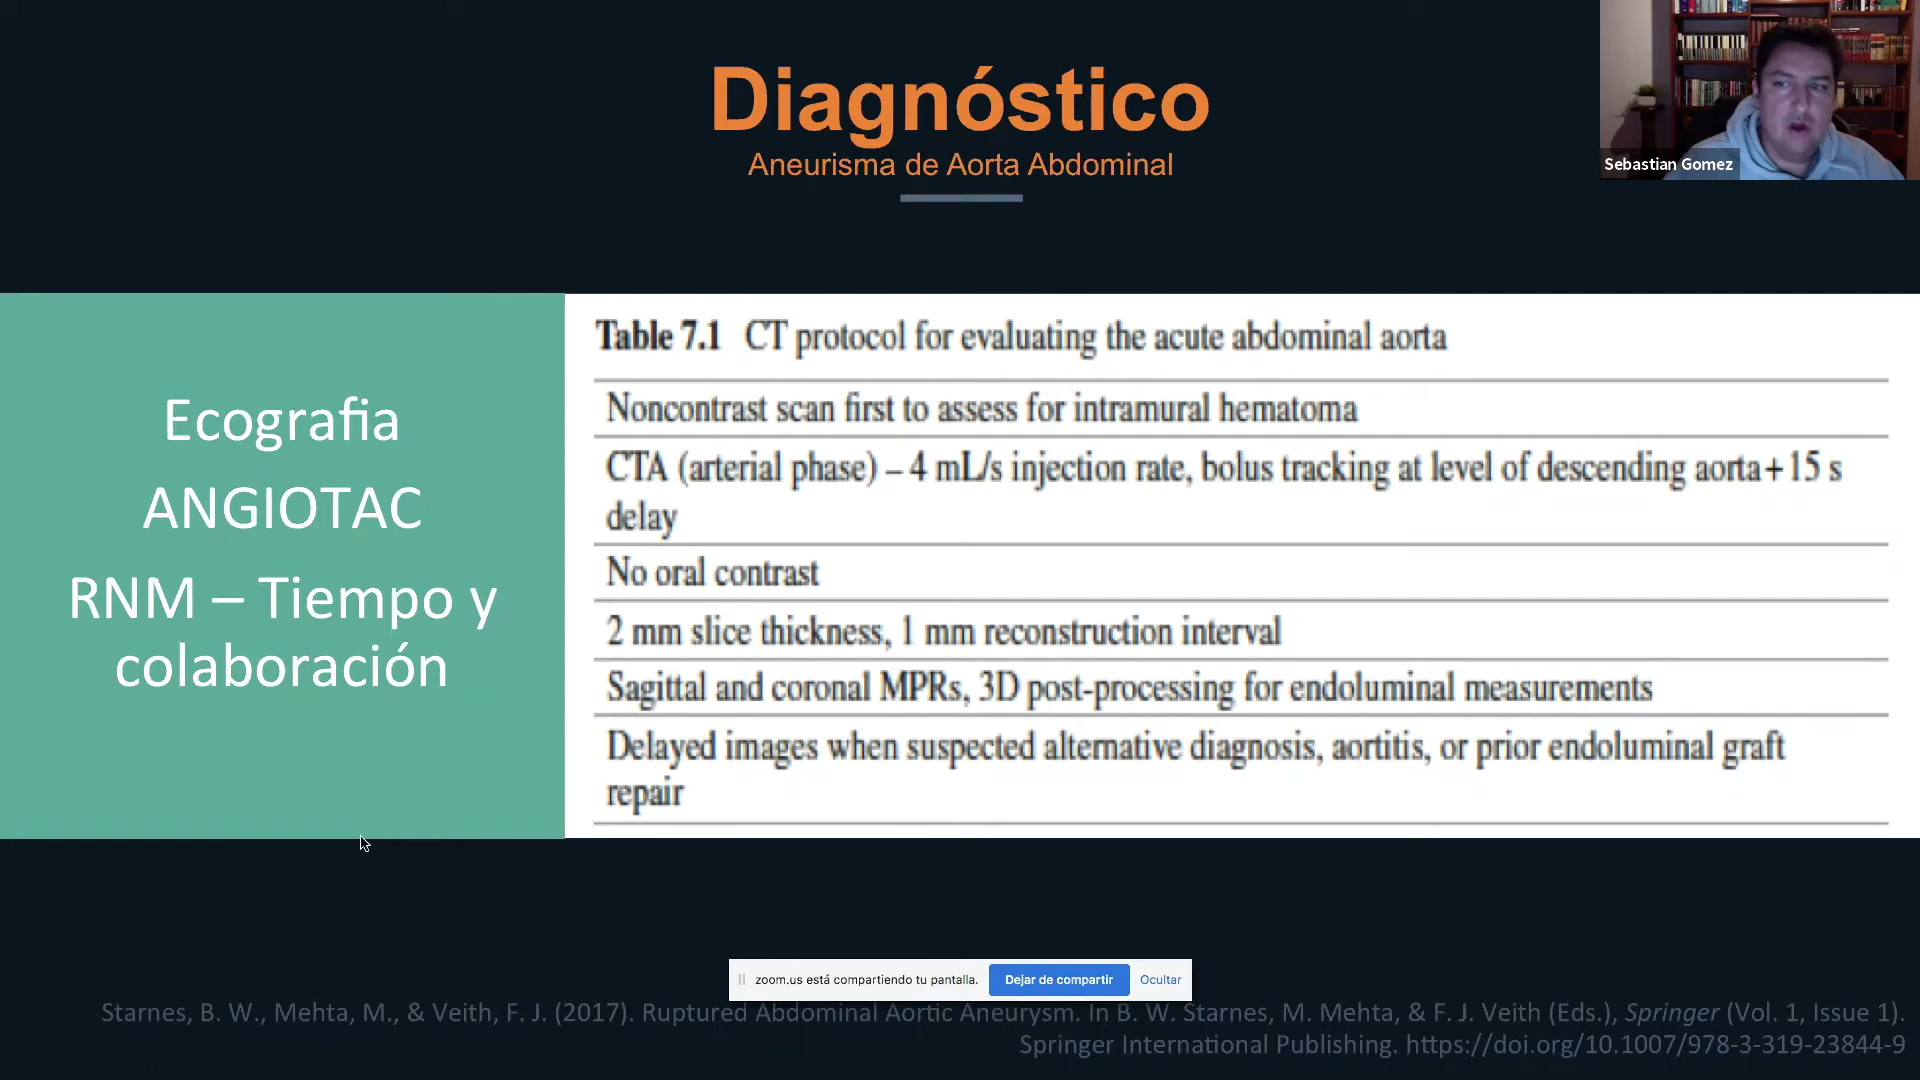 Diagnóstico
Aneurisma de Aorta Abdominal
Sebastian Gomez
Ecografia
ANGIOTAC
RNM – Tiempo y
colaboración
Table 7.1 CT protocol for evaluating the acute abdominal aorta
Noncontrast scan first to assess for intramural hematoma
CTA (arterial phase) – 4 mL/s injection rate, bolus tracking at level of descending aorta + 15 s
delay
No oral contrast
2 mm slice thickness, 1 mm reconstruction interval
Sagittal and coronal MPRs, 3D post-processing for endoluminal measurements
Delayed images when suspected alternative diagnosis, aortitis, or prior endoluminal graft
repair
zoom.us está compartiendo tu pantalla. Dejar de compartir Ocultar
Starnes, B. W., Mehta, M., & Veith, F. J. (2017). Ruptured Abdominal Aortic Aneurysm. In B. W. Starnes, M. Mehta, & F. J. Veith (Eds.), Springer (Vol. 1, Issue 1).
Springer International Publishing. https://doi.org/10.1007/978-3-319-23844-9